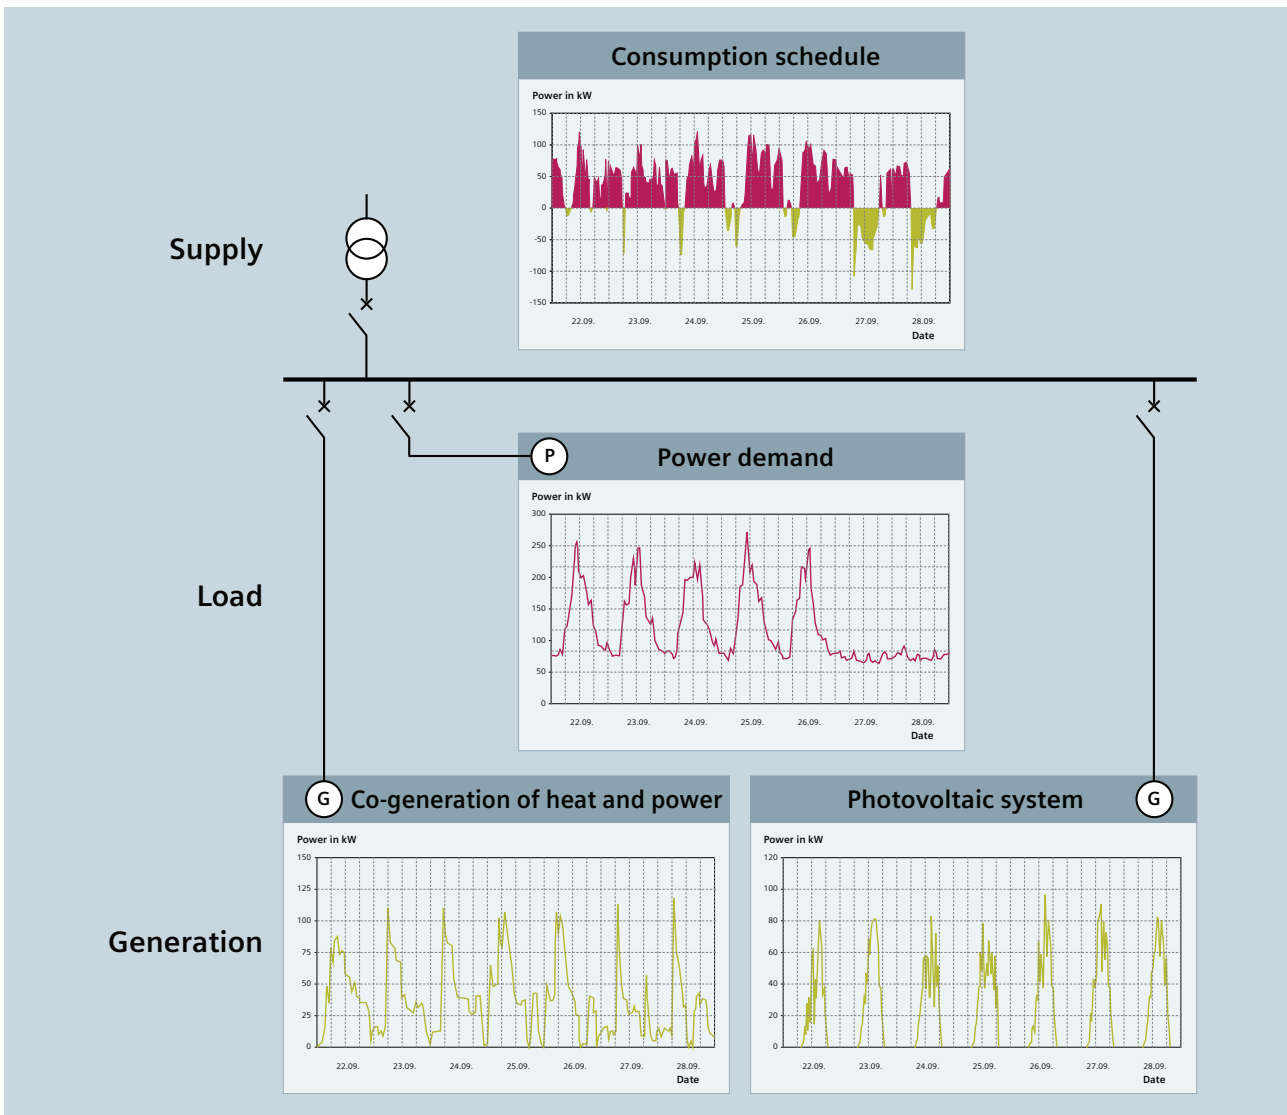 Consumption schedule
Power in kW
150
100
50
0
-50
-100
-150
22.09. 23.09. 24.09. 25.09. 26.09. 27.09. 28.09.
Date
Supply
P Power demand
Power in kW
300
250
200
150
100
50
0
22.09. 23.09. 24.09. 25.09. 26.09. 27.09. 28.09.
Date
Load
G Co-generation of heat and power
Power in kW
150
125
100
75
50
25
0
22.09. 23.09. 24.09. 25.09. 26.09. 27.09. 28.09.
Date
Photovoltaic system G
Power in kW
120
100
80
60
40
20
0
22.09. 23.09. 24.09. 25.09. 26.09. 27.09. 28.09.
Date
Generation